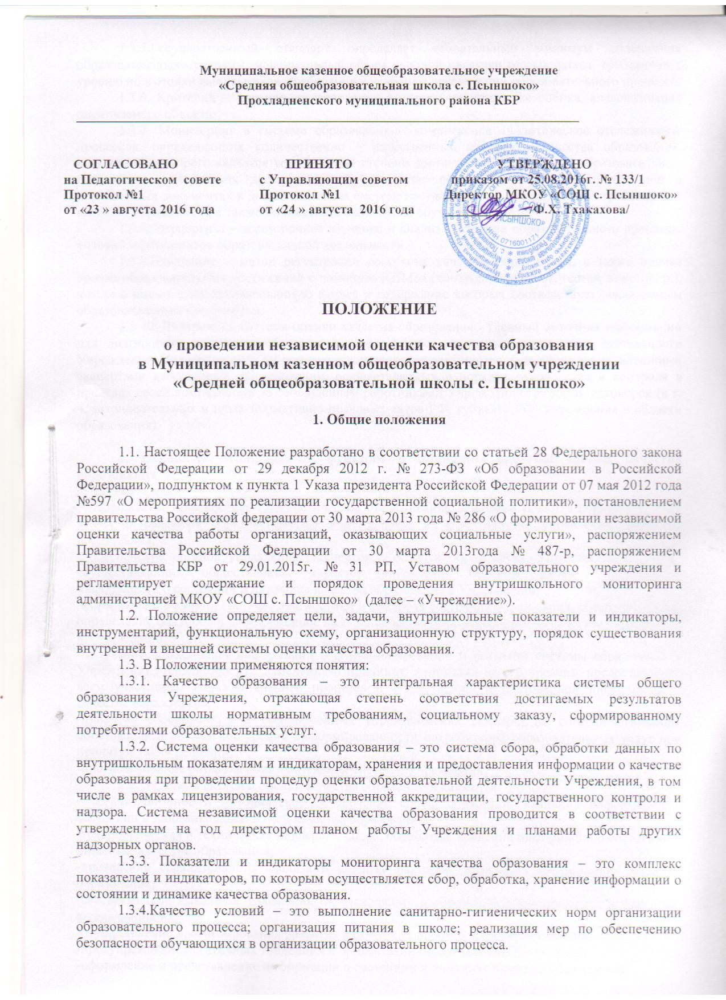 Муниципальное казенное общеобразовательное учреждение
«Средняя общеобразовательная школа с. Псыншоко»
Прохладненского муниципального района КБР
СОГЛАСОВАНО ПРИНЯТО УТВЕРЖДЕНО
на Педагогическом совете Управляющим советом приказом от 25.08.2016г. № 133/1
Протокол №1 Протокол №1 Директор МКОУ «СОШ с. Псыншоко»
от «23 » августа 2016 года от «24 » августа 2016 года /Ф.Х. Тхакахова/
МКОУ «СОШ
с. ПСЫНШОКО»
ИНН 0716001171
ПОЛОЖЕНИЕ
о проведении независимой оценки качества образования
в Муниципальном казенном общеобразовательном учреждении
«Средней общеобразовательной школы с. Псыншоко»
1. Общие положения
1.1. Настоящее Положение разработано в соответствии со статьей 28 Федерального закона
Российской Федерации от 29 декабря 2012 г. № 273-ФЗ «Об образовании в Российской
Федерации», подпунктом к пункта 1 Указа президента Российской Федерации от 07 мая 2012 года
№597 «О мероприятиях по реализации государственной социальной политики», постановлением
правительства Российской федерации от 30 марта 2013 года № 286 «О формировании независимой
оценки качества работы организаций, оказывающих социальные услуги», распоряжением
Правительства Российской Федерации от 30 марта 2013года № 487-р, распоряжением
Правительства КБР от 29.01.2015г. № 31 РП, Уставом образовательного учреждения и
регламентирует содержание и порядок проведения внутришкольного мониторинга
администрацией МКОУ «СОШ с. Псыншоко» (далее – «Учреждение»).
1.2. Положение определяет цели, задачи, внутришкольные показатели и индикаторы,
инструментарий, функциональную схему, организационную структуру, порядок существования
внутренней и внешней системы оценки качества образования.
1.3. В Положении применяются понятия:
1.3.1. Качество образования – это интегральная характеристика системы общего
образования Учреждения, отражающая степень соответствия достигаемых результатов
деятельности школы нормативным требованиям, социальному заказу, сформированному
потребителями образовательных услуг.
1.3.2. Система оценки качества образования – это система сбора, обработки данных по
внутришкольным показателям и индикаторам, хранения и предоставления информации о качестве
образования при проведении процедур оценки образовательной деятельности Учреждения, в том
числе в рамках лицензирования, государственной аккредитации, государственного контроля и
надзора. Система независимой оценки качества образования проводится в соответствии с
утвержденным на год директором планом работы Учреждения и планами работы других
надзорных органов.
1.3.3. Показатели и индикаторы мониторинга качества образования – это комплекс
показателей и индикаторов, по которым осуществляется сбор, обработка, хранение информации о
состоянии и динамике качества образования.
1.3.4.Качество условий – это выполнение санитарно-гигиенических норм организации
образовательного процесса; организация питания в школе; реализация мер по обеспечению
безопасности обучающихся в организации образовательного процесса.